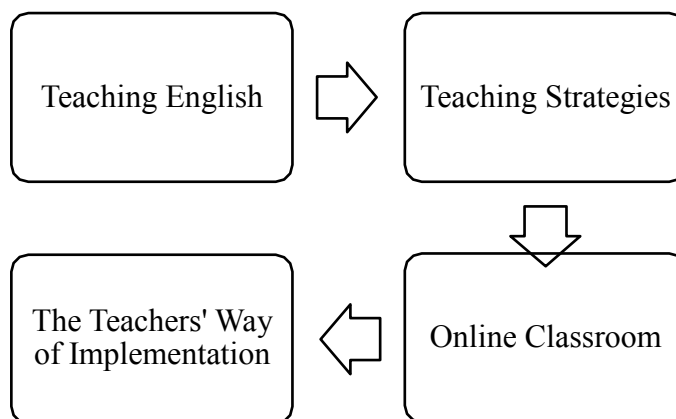 Teaching English
Teaching Strategies
Online Classroom
The Teachers' Way
of Implementation